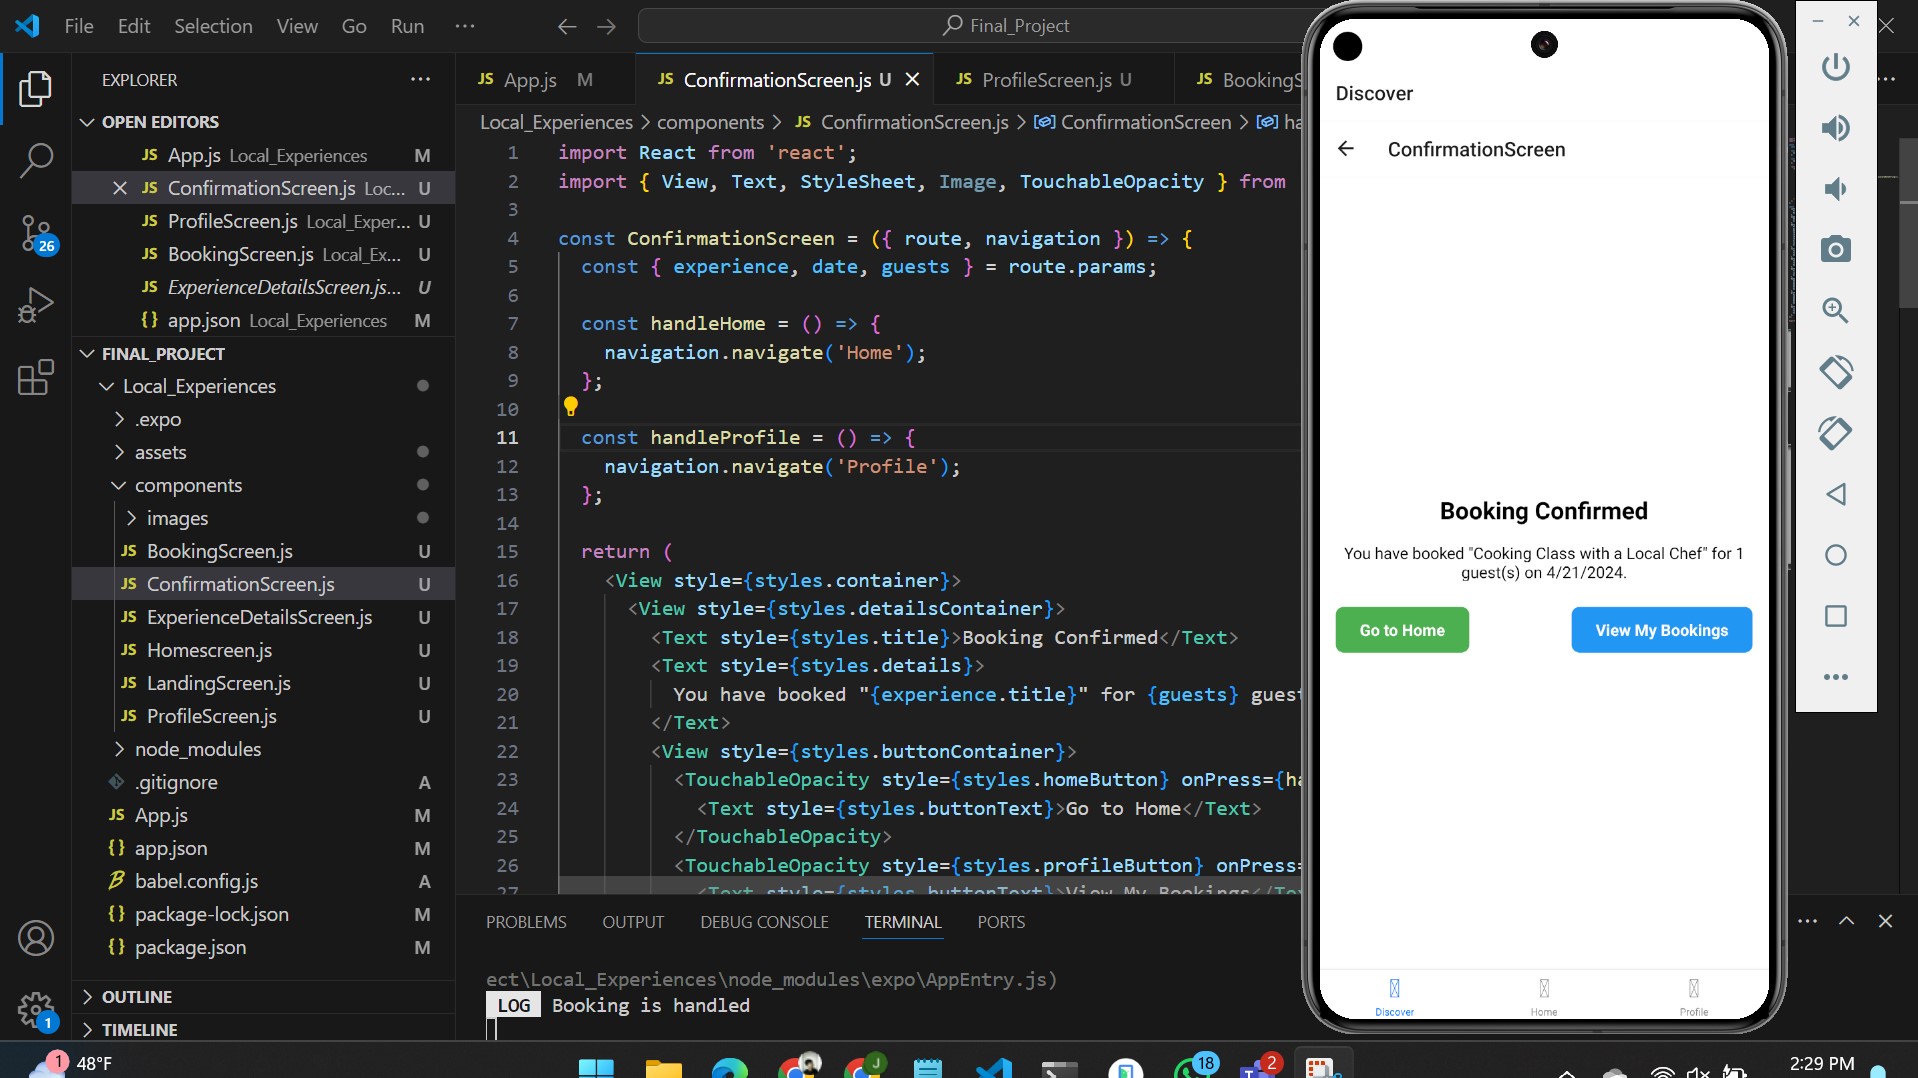 File Edit Selection View Go Run
Final_Project
EXPLORER
OPEN EDITORS
JS App.js Local_Experiences M
JS ConfirmationScreen.js Loc... U
JS ProfileScreen.js Local_Exper... U
JS BookingScreen.js Local_Ex... U
JS ExperienceDetailsScreen.js... U
{} app.json Local_Experiences M
FINAL_PROJECT
Local_Experiences
.expo
assets
components
images
JS BookingScreen.js U
JS ConfirmationScreen.js U
JS ExperienceDetailsScreen.js U
JS Homescreen.js U
JS LandingScreen.js U
JS ProfileScreen.js U
node_modules
.gitignore A
JS App.js M
{} app.json M
babel.config.js A
{} package-lock.json M
{} package.json M
OUTLINE
TIMELINE
26
1
JS App.js M
JS ConfirmationScreen.js U
JS ProfileScreen.js U
JS BookingS
Local_Experiences > components > JS ConfirmationScreen.js > ConfirmationScreen > ha
1 import React from 'react';
2 import { View, Text, StyleSheet, Image, TouchableOpacity } from
3
4 const ConfirmationScreen = ({ route, navigation }) => {
5 const { experience, date, guests } = route.params;
6
7 const handleHome = () => {
8 navigation.navigate('Home');
9 };
10
11 const handleProfile = () => {
12 navigation.navigate('Profile');
13 };
14
15 return (
16 <View style={styles.container}>
17 <View style={styles.detailsContainer}>
18 <Text style={styles.title}>Booking Confirmed</Text>
19 <Text style={styles.details}>
20 You have booked "{experience.title}" for {guests} guest
21 </Text>
22 <View style={styles.buttonContainer}>
23 <TouchableOpacity style={styles.homeButton} onPress={ha
24 <Text style={styles.buttonText}>Go to Home</Text>
25 </TouchableOpacity>
26 <TouchableOpacity style={styles.profileButton} onPress=
27 <Text style={styles.buttonText}>View My Bookings</Te
PROBLEMS OUTPUT DEBUG CONSOLE TERMINAL PORTS
ect\Local_Experiences\node_modules\expo\AppEntry.js)
LOG Booking is handled
Discover
ConfirmationScreen
Booking Confirmed
You have booked "Cooking Class with a Local Chef" for 1
guest(s) on 4/21/2024.
Go to Home
View My Bookings
Discover
Home
Profile
1
48°F
J
18
2
2:29 PM